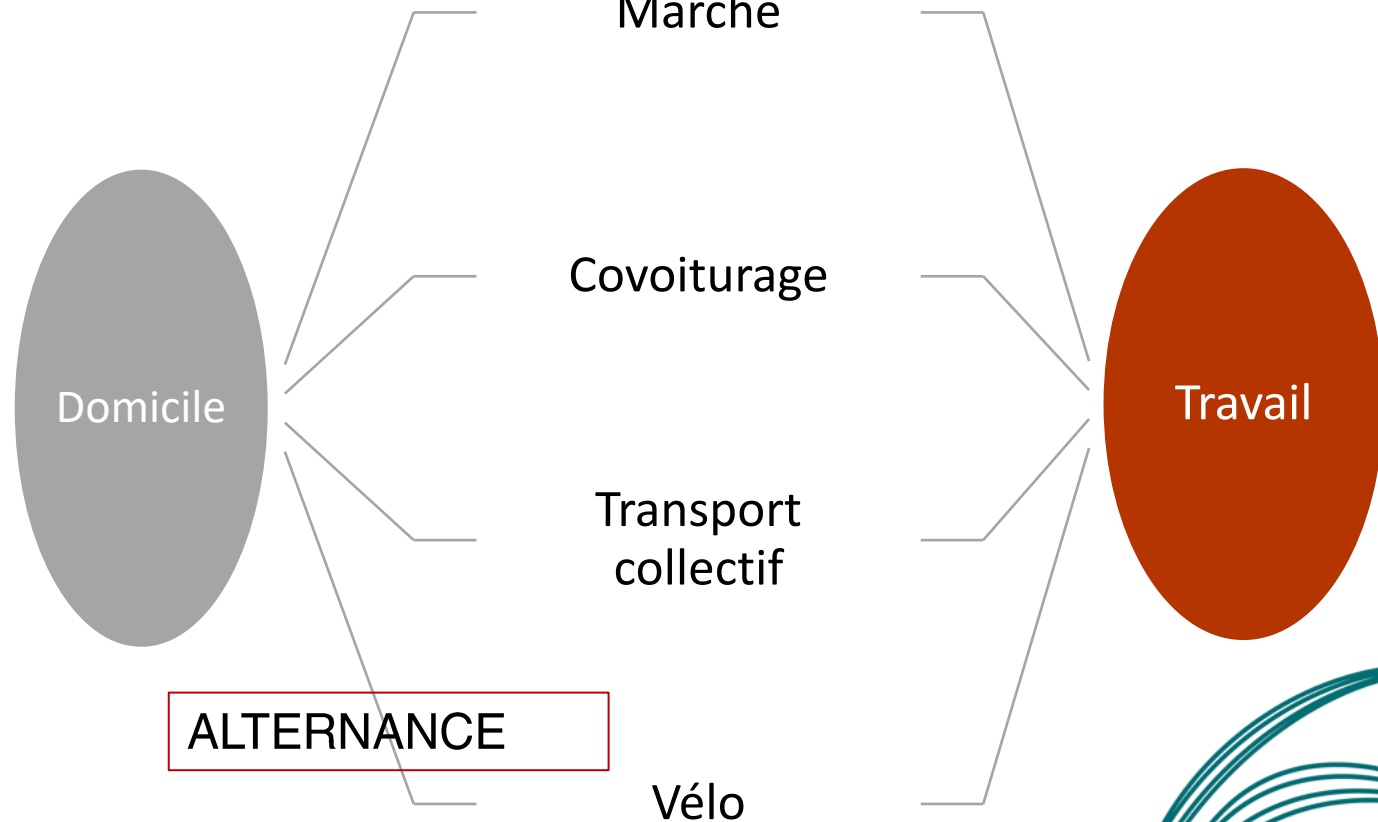 Marche
Covoiturage
Domicile
Travail
Transport
collectif
ALTERNANCE
Vélo